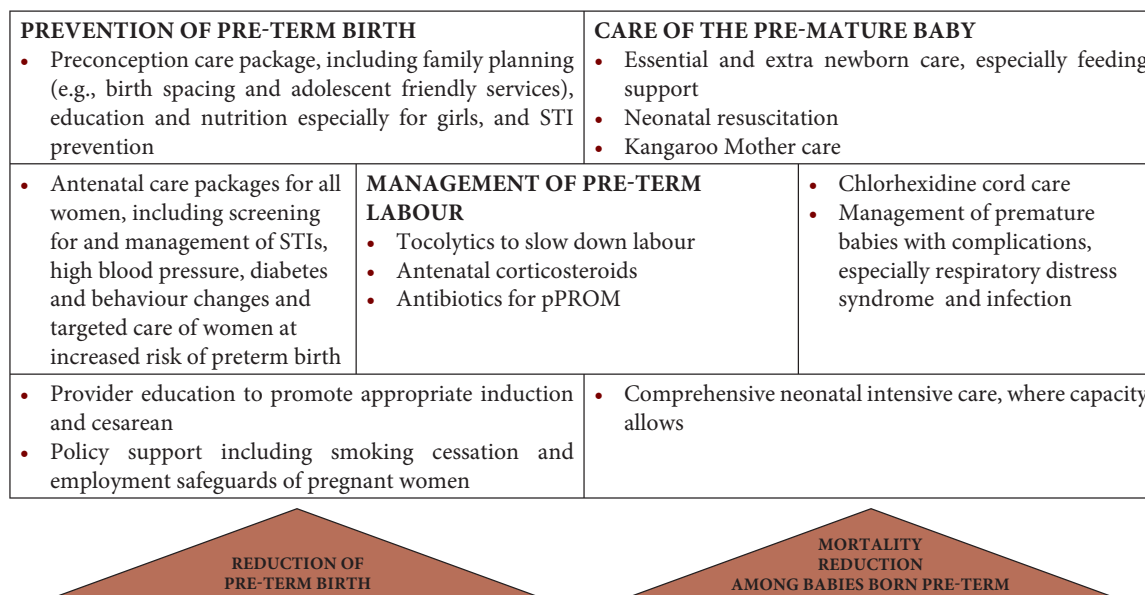 PREVENTION OF PRE-TERM BIRTH
• Preconception care package, including family planning
(e.g., birth spacing and adolescent friendly services),
education and nutrition especially for girls, and STI
prevention
CARE OF THE PRE-MATURE BABY
• Essential and extra newborn care, especially feeding
support
• Neonatal resuscitation
• Kangaroo Mother care
• Antenatal care packages for all
women, including screening
for and management of STIs,
high blood pressure, diabetes
and behaviour changes and
targeted care of women at
increased risk of preterm birth
MANAGEMENT OF PRE-TERM
LABOUR
• Tocolytics to slow down labour
• Antenatal corticosteroids
• Antibiotics for pPROM
• Chlorhexidine cord care
• Management of premature
babies with complications,
especially respiratory distress
syndrome and infection
• Provider education to promote appropriate induction
and cesarean
• Policy support including smoking cessation and
employment safeguards of pregnant women
• Comprehensive neonatal intensive care, where capacity
allows
REDUCTION OF
PRE-TERM BIRTH
MORTALITY
REDUCTION
AMONG BABIES BORN PRE-TERM